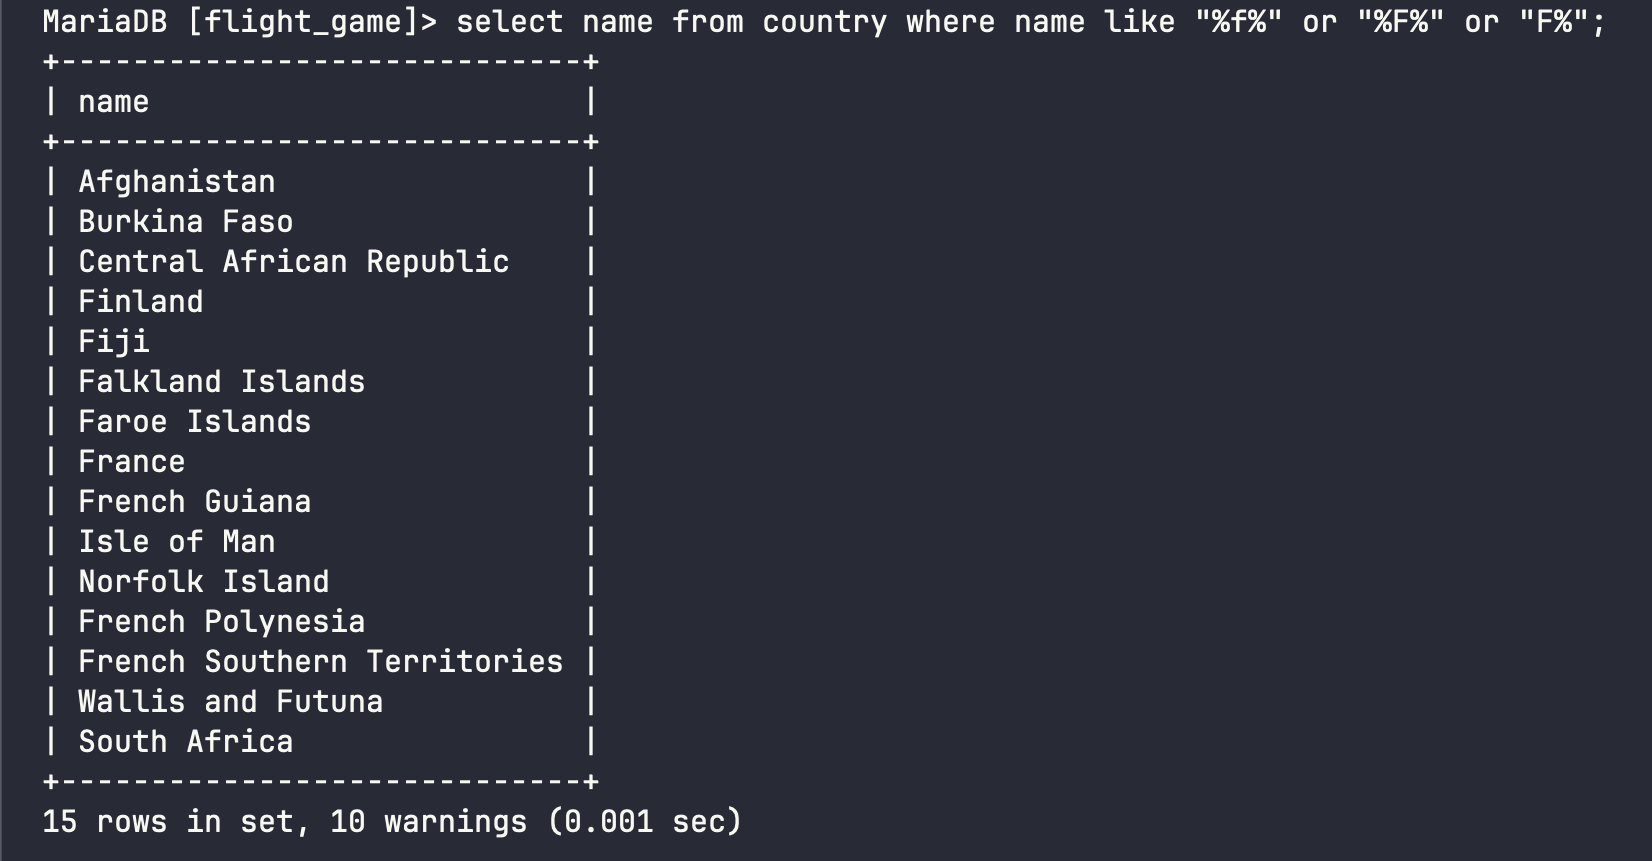 MariaDB [flight_game]> select name from country where name like "%f%" or "%F%" or "F%";
+-----------------------------+
| name                        |
+-----------------------------+
| Afghanistan                 |
| Burkina Faso                |
| Central African Republic    |
| Finland                     |
| Fiji                        |
| Falkland Islands            |
| Faroe Islands               |
| France                      |
| French Guiana               |
| Isle of Man                 |
| Norfolk Island              |
| French Polynesia            |
| French Southern Territories |
| Wallis and Futuna           |
| South Africa                |
+-----------------------------+
15 rows in set, 10 warnings (0.001 sec)